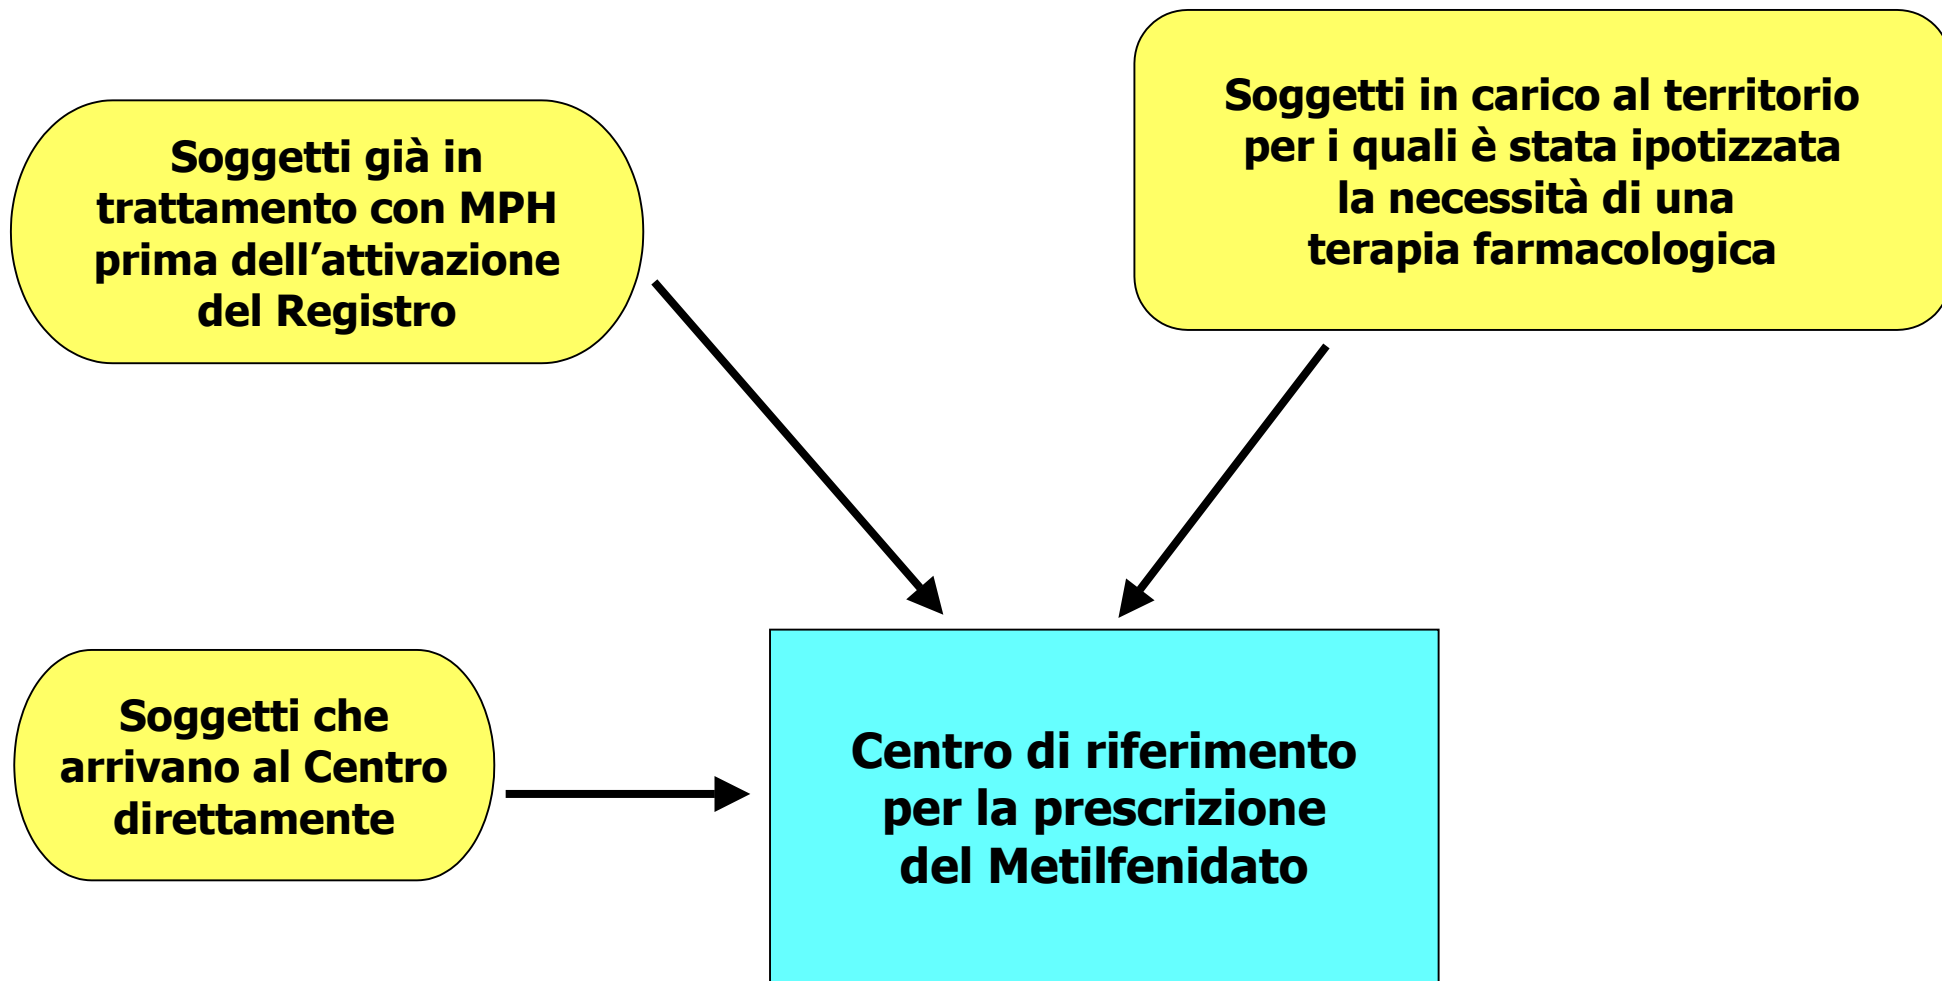 Soggetti già in
trattamento con MPH
prima dell’attivazione
del Registro
Soggetti in carico al territorio
per i quali è stata ipotizzata
la necessità di una
terapia farmacologica
Soggetti che
arrivano al Centro
direttamente
Centro di riferimento
per la prescrizione
del Metilfenidato